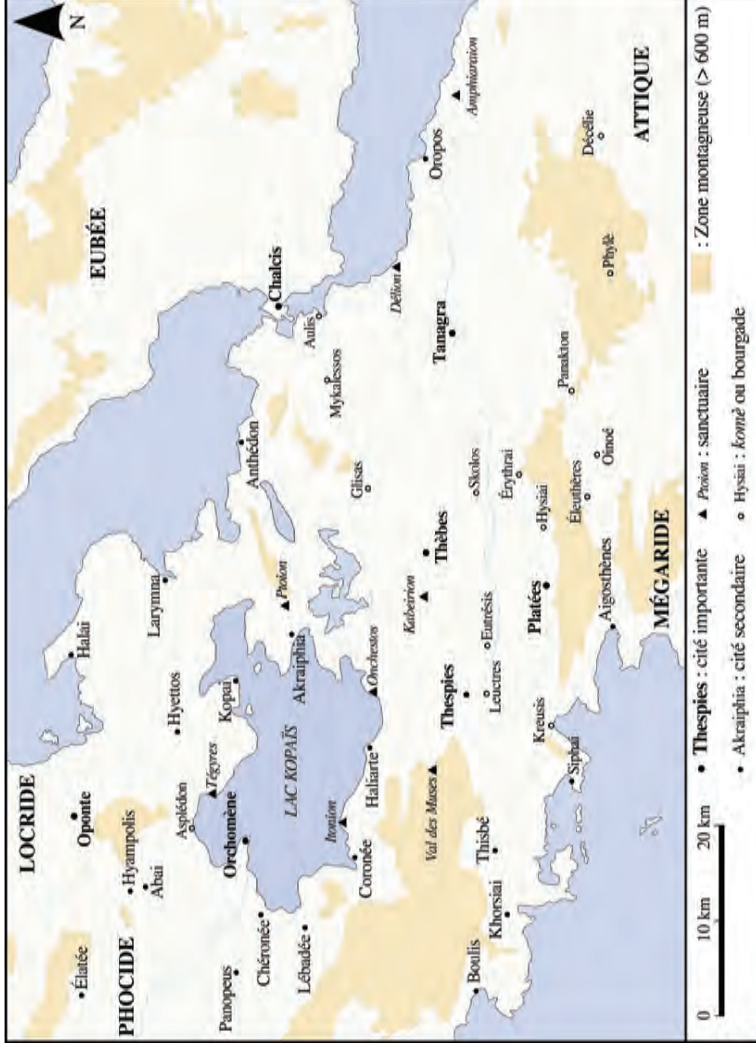 N
LOCRIDE
EUBÉE
PHOCIDE
Élatée
Oponte
Halai
Hyampolis
Abai
Larymna
Hyettos
Asplédon
Tégyres
Kopai
Anthédon
Chalcis
Panopeus
Orchomène
Ptoion
Akraiphia
Aulis
Chéronée
LAC KOPAÏS
Mykalessos
Lébadée
Itonion
Onchestos
Glisas
Coronée
Haliarte
Délion
Oropos
Amphiaraion
Kabeirion
Thèbes
Tanagra
Val des Muses
Thespies
Boulis
Thisbé
Leuctres
Eutrésis
Skolos
Khorsiai
Érythrai
Kreusis
Platées
Hysiai
Siphai
Éleuthères
Panakton
Oinoê
Phylè
Décélie
Aigosthènes
MÉGARIDE
ATTIQUE
0 10 km 20 km
Thespies : cité importante
Ptoion : sanctuaire
: Zone montagneuse (> 600 m)
Akraiphia : cité secondaire
Hysiai : komè ou bourgade